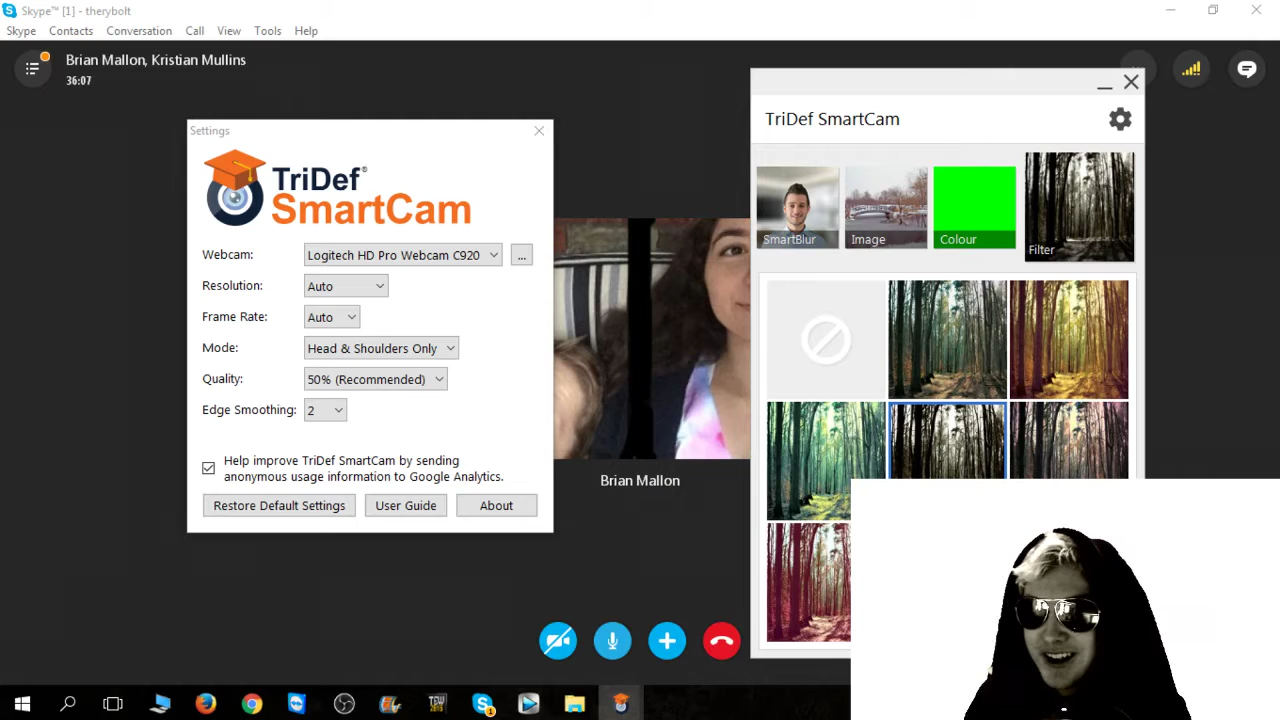 Skype™ [1] - therybolt
Skype Contacts Conversation Call View Tools Help
Brian Mallon, Kristian Mullins
36:07
Settings
TriDef®
SmartCam
Webcam: Logitech HD Pro Webcam C920 ...
Resolution: Auto
Frame Rate: Auto
Mode: Head & Shoulders Only
Quality: 50% (Recommended)
Edge Smoothing: 2
Help improve TriDef SmartCam by sending
anonymous usage information to Google Analytics.
Restore Default Settings User Guide About
Brian Mallon
TriDef SmartCam
SmartBlur Image Colour Filter
TSW
2013
1